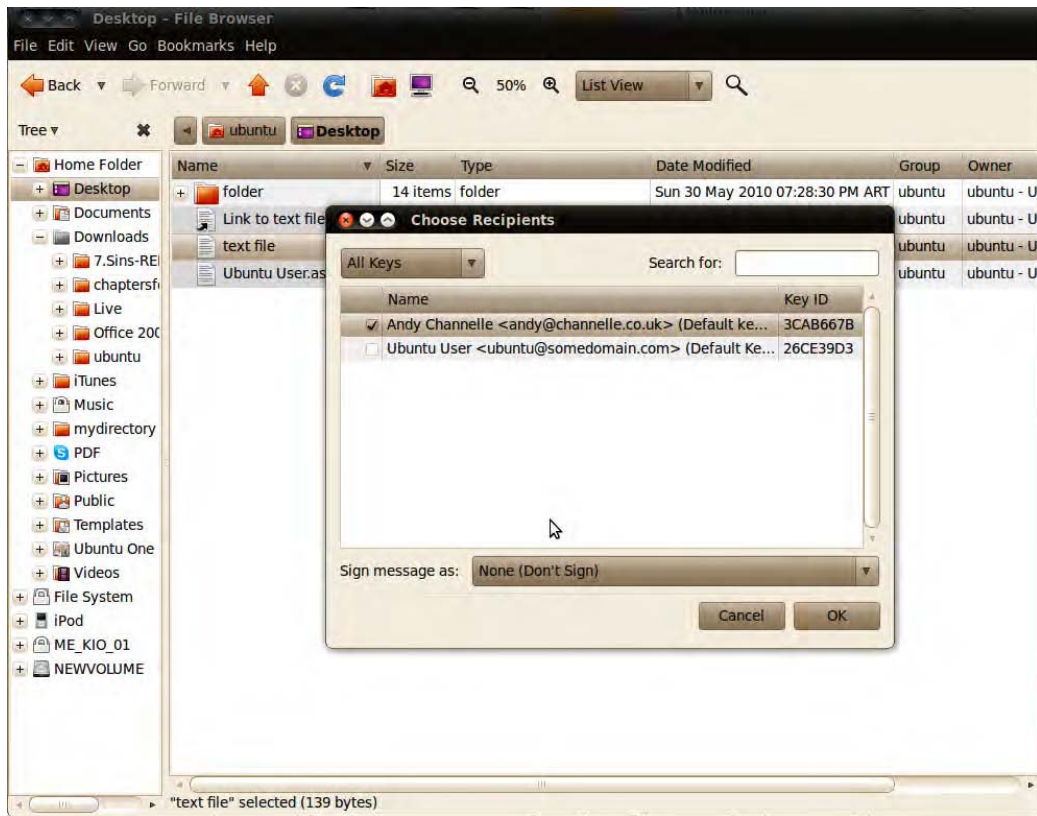 Desktop - File Browser
File Edit View Go Bookmarks Help
Back Forward 50% List View
Tree ubuntu Desktop
Home Folder
Desktop
Documents
Downloads
7.Sins-REI
chaptersf
Live
Office 200
ubuntu
iTunes
Music
mydirectory
PDF
Pictures
Public
Templates
Ubuntu One
Videos
File System
iPod
ME_KIO_01
NEWVOLUME
Name Size Type Date Modified Group Owner
folder 14 items folder Sun 30 May 2010 07:28:30 PM ART ubuntu ubuntu - U
Link to text file ubuntu ubuntu - U
text file ubuntu ubuntu - U
Ubuntu User.as ubuntu ubuntu - U
Choose Recipients
All Keys Search for:
Name Key ID
Andy Channelle <andy@channelle.co.uk> (Default ke... 3CAB667B
Ubuntu User <ubuntu@somedomain.com> (Default Ke... 26CE39D3
Sign message as: None (Don't Sign)
Cancel OK
"text file" selected (139 bytes)